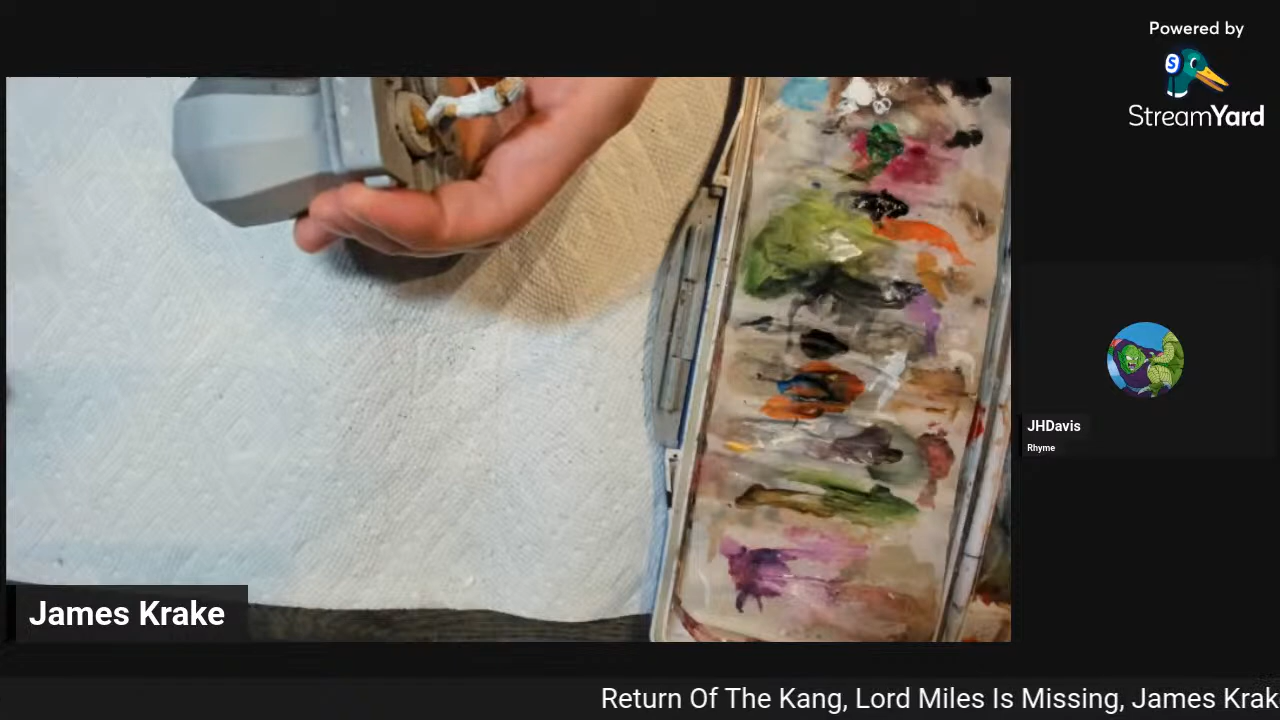 Powered by
StreamYard
JHDavis
Rhyme
James Krake
Return Of The Kang, Lord Miles Is Missing, James Krak